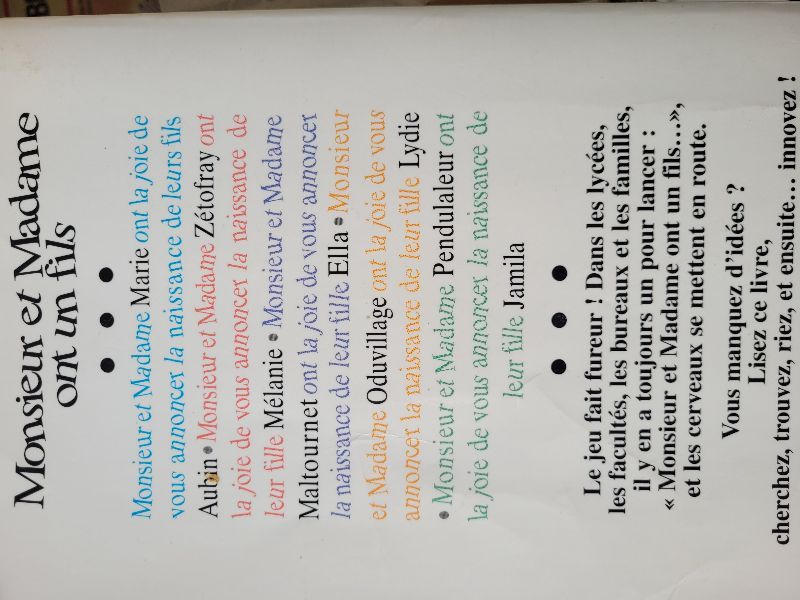 Monsieur et Madame
ont un fils
● ● ●
Monsieur et Madame Marie ont la joie de
vous annoncer la naissance de leurs fils
Aubin • Monsieur et Madame Zétofray ont
la joie de vous annoncer la naissance de
leur fille Mélanie • Monsieur et Madame
Maltournet ont la joie de vous annoncer
la naissance de leur fille Ella • Monsieur
et Madame Oduvillage ont la joie de vous
annoncer la naissance de leur fille Lydie
• Monsieur et Madame Pendulaleur ont
la joie de vous annoncer la naissance de
leur fille Jamila
● ● ●
Le jeu fait fureur ! Dans les lycées,
les facultés, les bureaux et les familles,
il y en a toujours un pour lancer :
« Monsieur et Madame ont un fils…»,
et les cerveaux se mettent en route.
Vous manquez d'idées ?
Lisez ce livre,
cherchez, trouvez, riez, et ensuite… innovez !